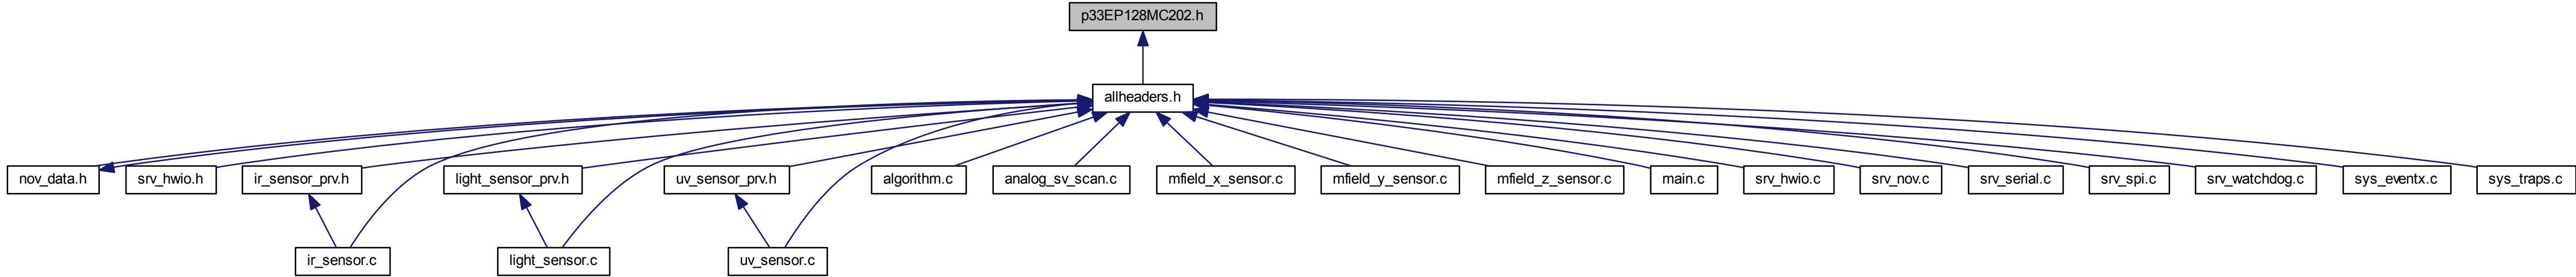 p33EP128MC202.h
allheaders.h
nov_data.h
srv_hwio.h
ir_sensor_prv.h
light_sensor_prv.h
uv_sensor_prv.h
algorithm.c
analog_sv_scan.c
mfield_x_sensor.c
mfield_y_sensor.c
mfield_z_sensor.c
main.c
srv_hwio.c
srv_nov.c
srv_serial.c
srv_spi.c
srv_watchdog.c
sys_eventx.c
sys_traps.c
ir_sensor.c
light_sensor.c
uv_sensor.c